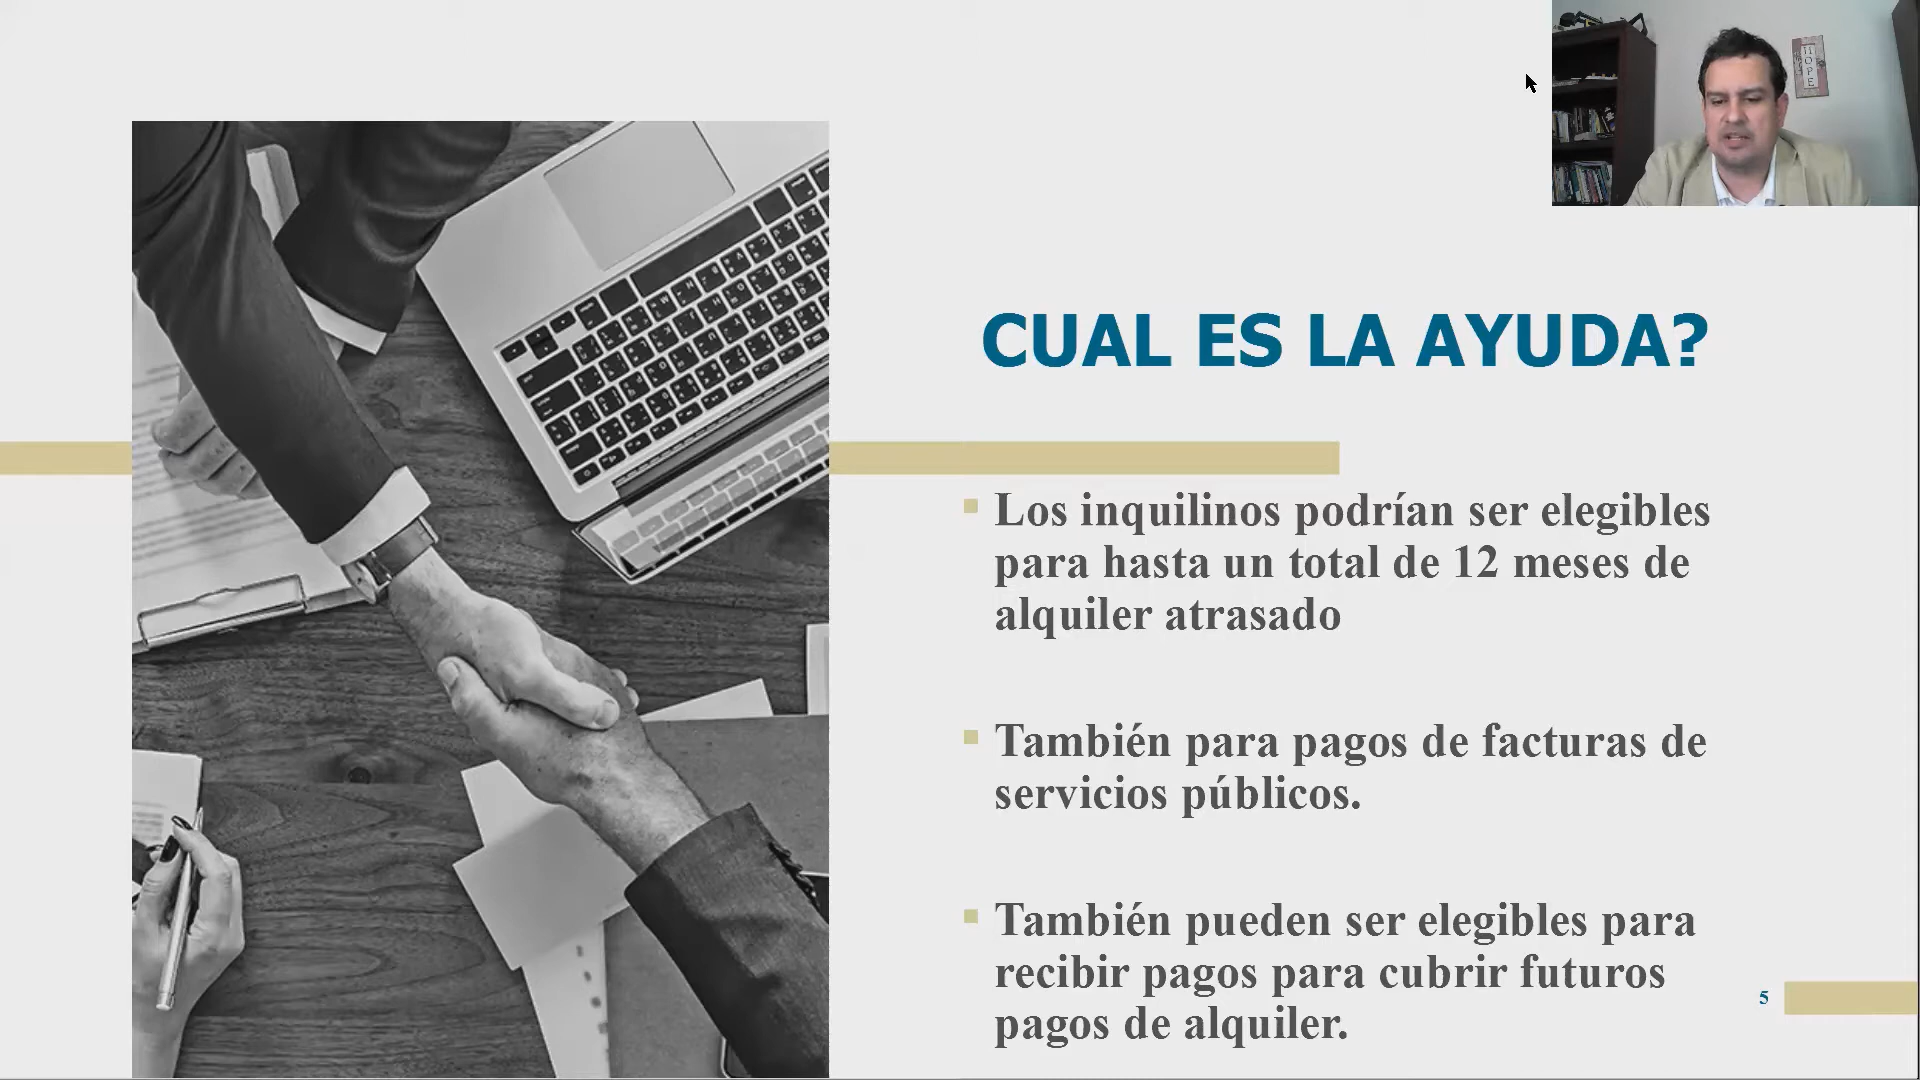 HOPE
CUAL ES LA AYUDA?
Los inquilinos podrían ser elegibles
para hasta un total de 12 meses de
alquiler atrasado
También para pagos de facturas de
servicios públicos.
También pueden ser elegibles para
recibir pagos para cubrir futuros
pagos de alquiler.
5